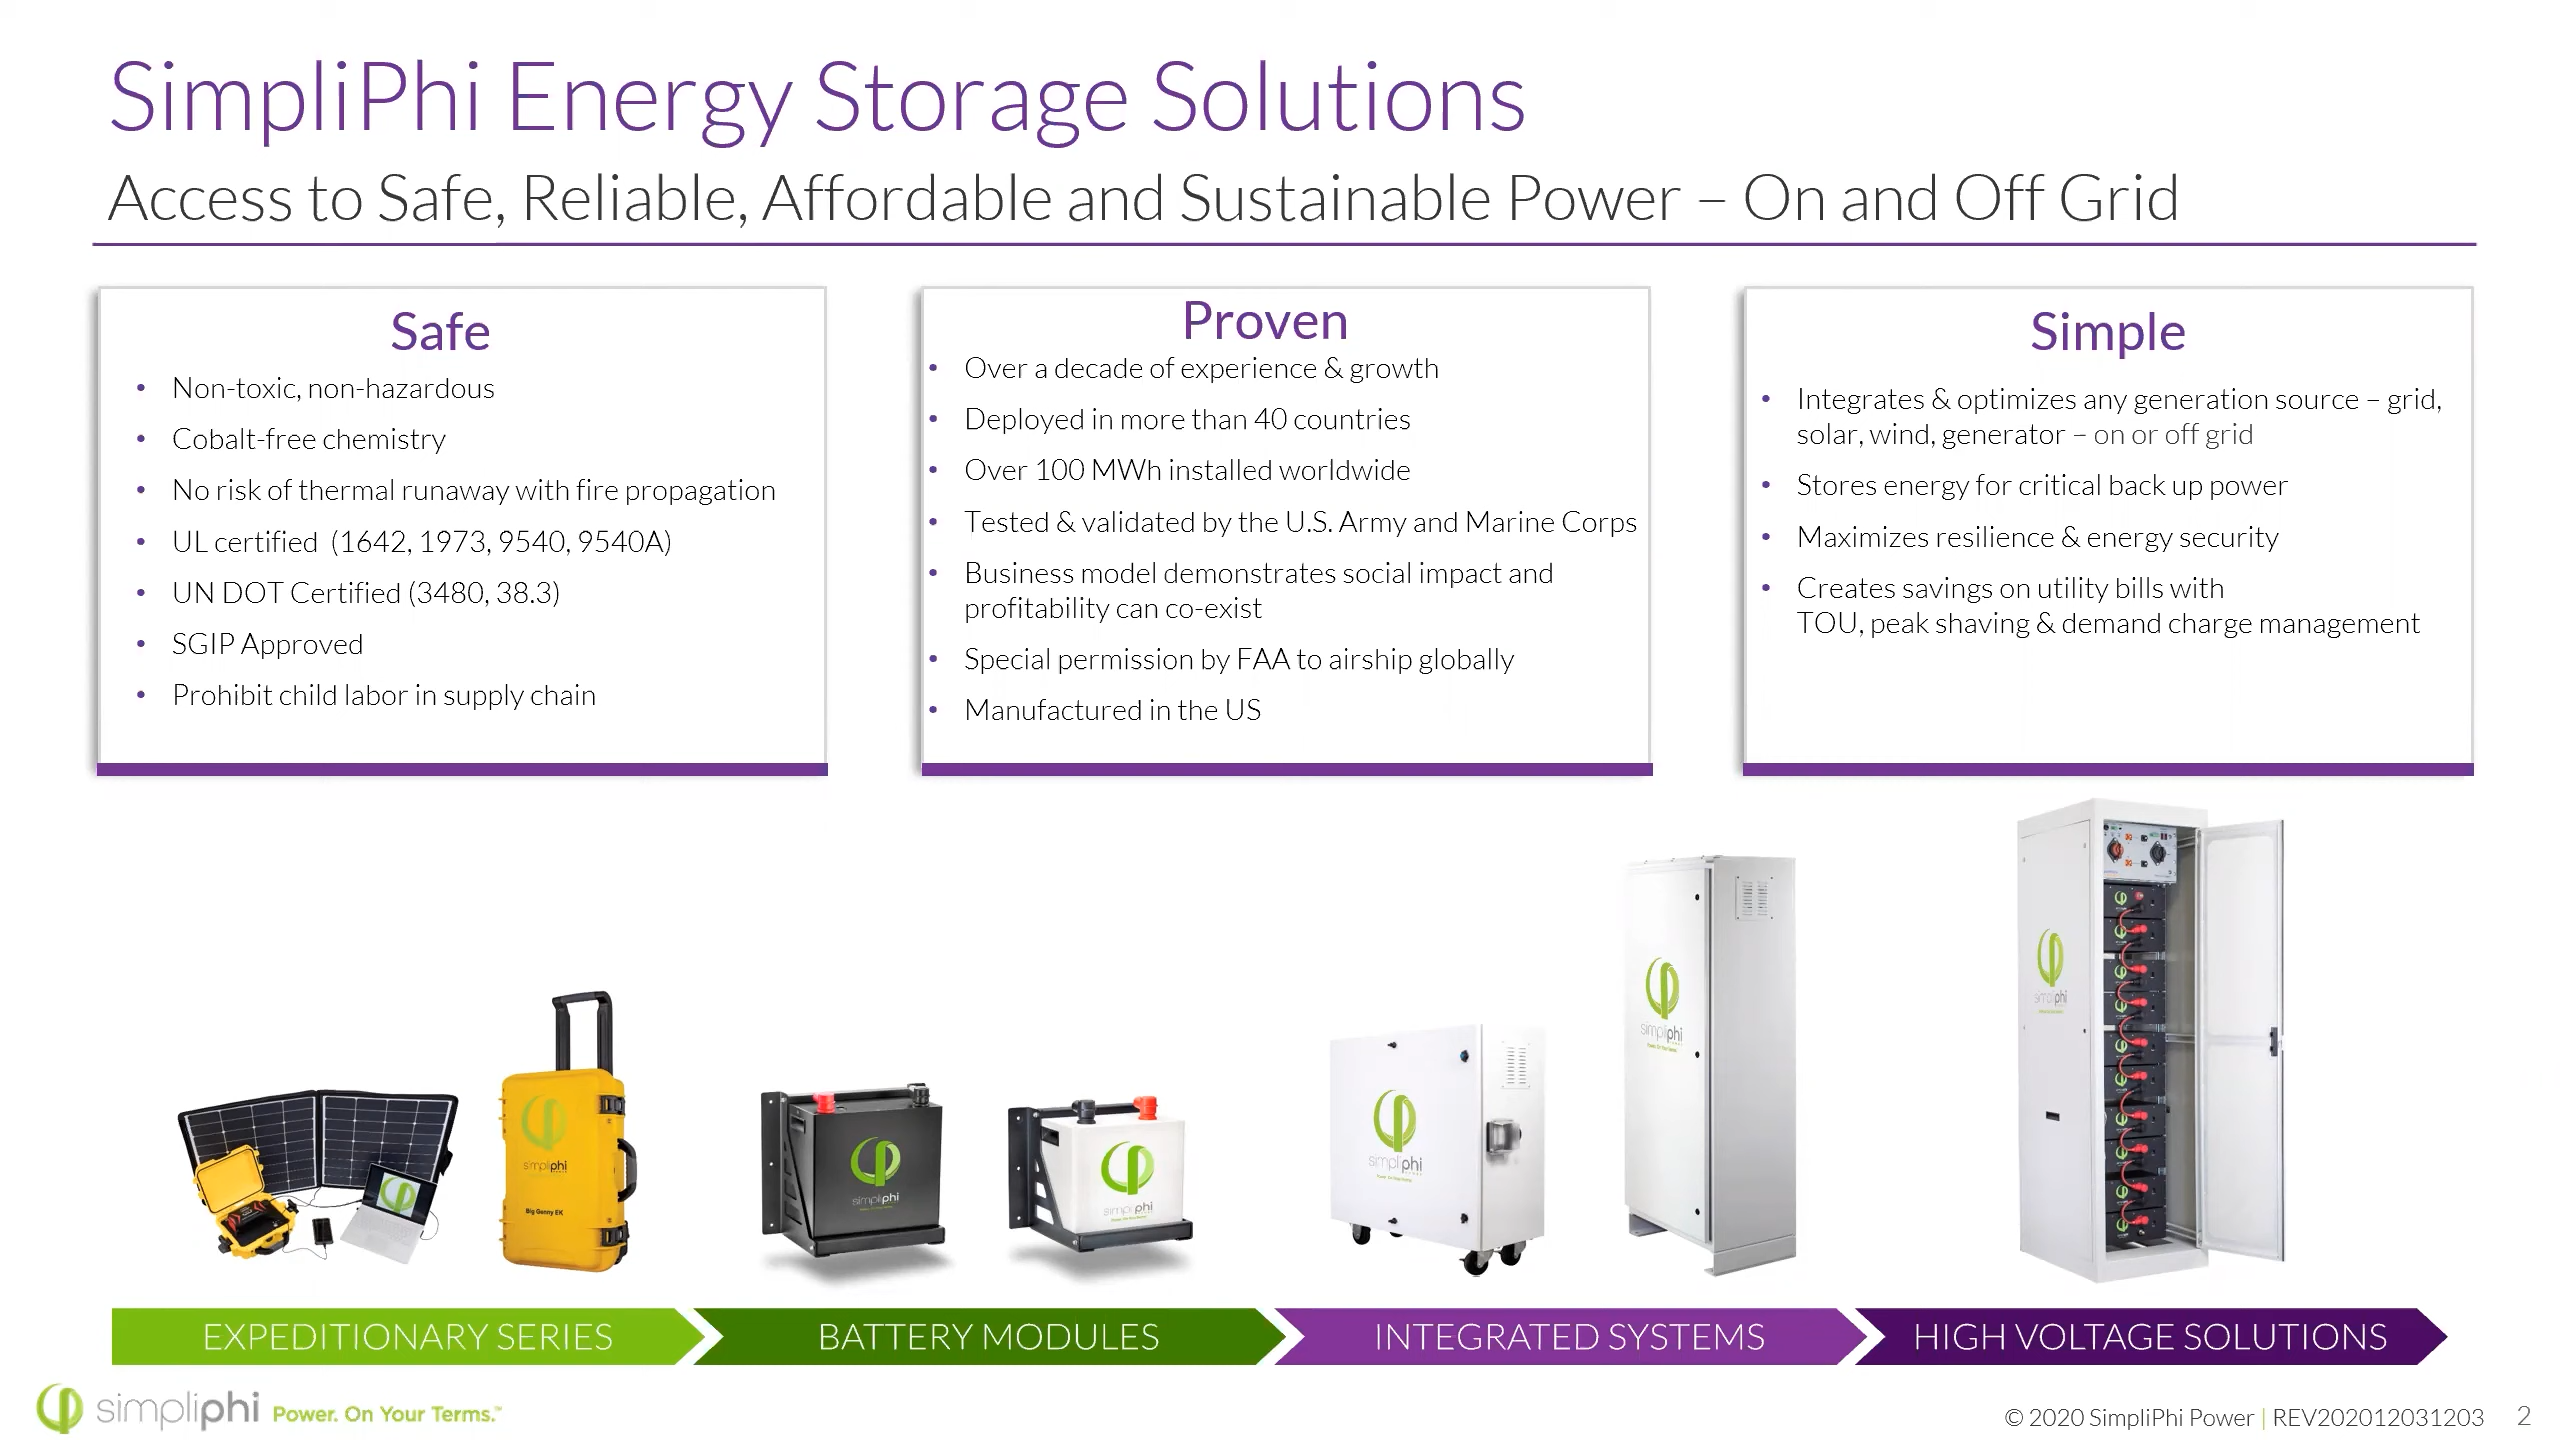 SimpliPhi Energy Storage Solutions
Access to Safe, Reliable, Affordable and Sustainable Power – On and Off Grid
Safe
• Non-toxic, non-hazardous
• Cobalt-free chemistry
• No risk of thermal runaway with fire propagation
• UL certified (1642, 1973, 9540, 9540A)
• UN DOT Certified (3480, 38.3)
• SGIP Approved
• Prohibit child labor in supply chain
Proven
• Over a decade of experience & growth
• Deployed in more than 40 countries
• Over 100 MWh installed worldwide
• Tested & validated by the U.S. Army and Marine Corps
• Business model demonstrates social impact and
profitability can co-exist
• Special permission by FAA to airship globally
• Manufactured in the US
Simple
• Integrates & optimizes any generation source – grid,
solar, wind, generator – on or off grid
• Stores energy for critical back up power
• Maximizes resilience & energy security
• Creates savings on utility bills with
TOU, peak shaving & demand charge management
simpliphi
Big Genny EK
simpliphi
simpliphi
simpliphi
simpliphi
simpliphi
EXPEDITIONARY SERIES
BATTERY MODULES
INTEGRATED SYSTEMS
HIGH VOLTAGE SOLUTIONS
simpliphi Power. On Your Terms.™
© 2020 SimpliPhi Power | REV202012031203 2